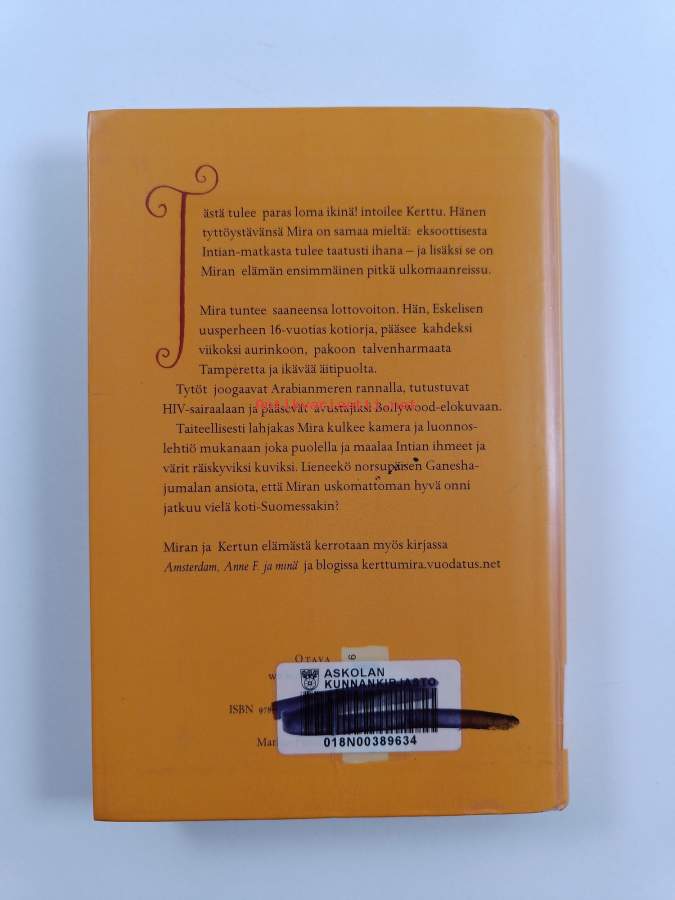 Tästä tulee paras loma ikinä! intoilee Kerttu. Hänen
tyttöystävänsä Mira on samaa mieltä: eksoottisesta
Intian-matkasta tulee taatusti ihana – ja lisäksi se on
Miran elämän ensimmäinen pitkä ulkomaanreissu.
Mira tuntee saaneensa lottovoiton. Hän, Eskelisen
uusperheen 16-vuotias kotiorja, pääsee kahdeksi
viikoksi aurinkoon, pakoon talvenharmaata
Tamperetta ja ikävää äitipuolta.
Tytöt joogaavat Arabianmeren rannalla, tutustuvat
HIV-sairaalaan ja pääsevät avustajiksi Bollywood-elokuvaan.
Taiteellisesti lahjakas Mira kulkee kamera ja luonnos-
lehtiö mukanaan joka puolella ja maalaa Intian ihmeet ja
värit räiskyviksi kuviksi. Lieneekö norsupäisen Ganesha-
jumalan ansiota, että Miran uskomattoman hyvä onni
jatkuu vielä koti-Suomessakin?
Miran ja Kertun elämästä kerrotaan myös kirjassa
Amsterdam, Anne F. ja minä ja blogissa kerttumira.vuodatus.net
OTAVA
ISBN
ASKOLAN
KUNNANKIRJASTO
018N00389634